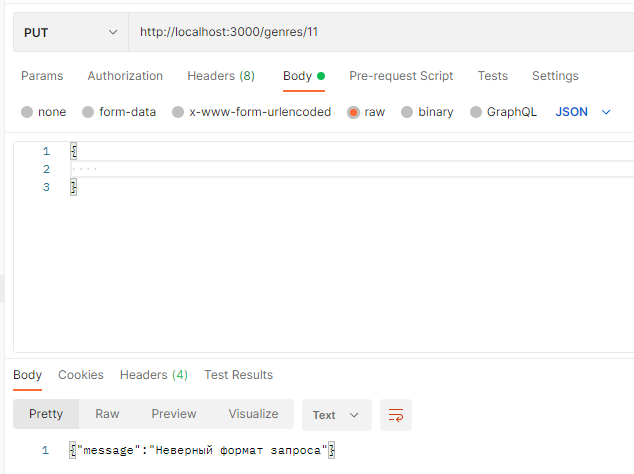 PUT http://localhost:3000/genres/11
Params Authorization Headers (8) Body Pre-request Script Tests Settings
none form-data x-www-form-urlencoded raw binary GraphQL JSON
1 {
2
3 }
Body Cookies Headers (4) Test Results
Pretty Raw Preview Visualize Text
1 {"message":"Неверный формат запроса"}